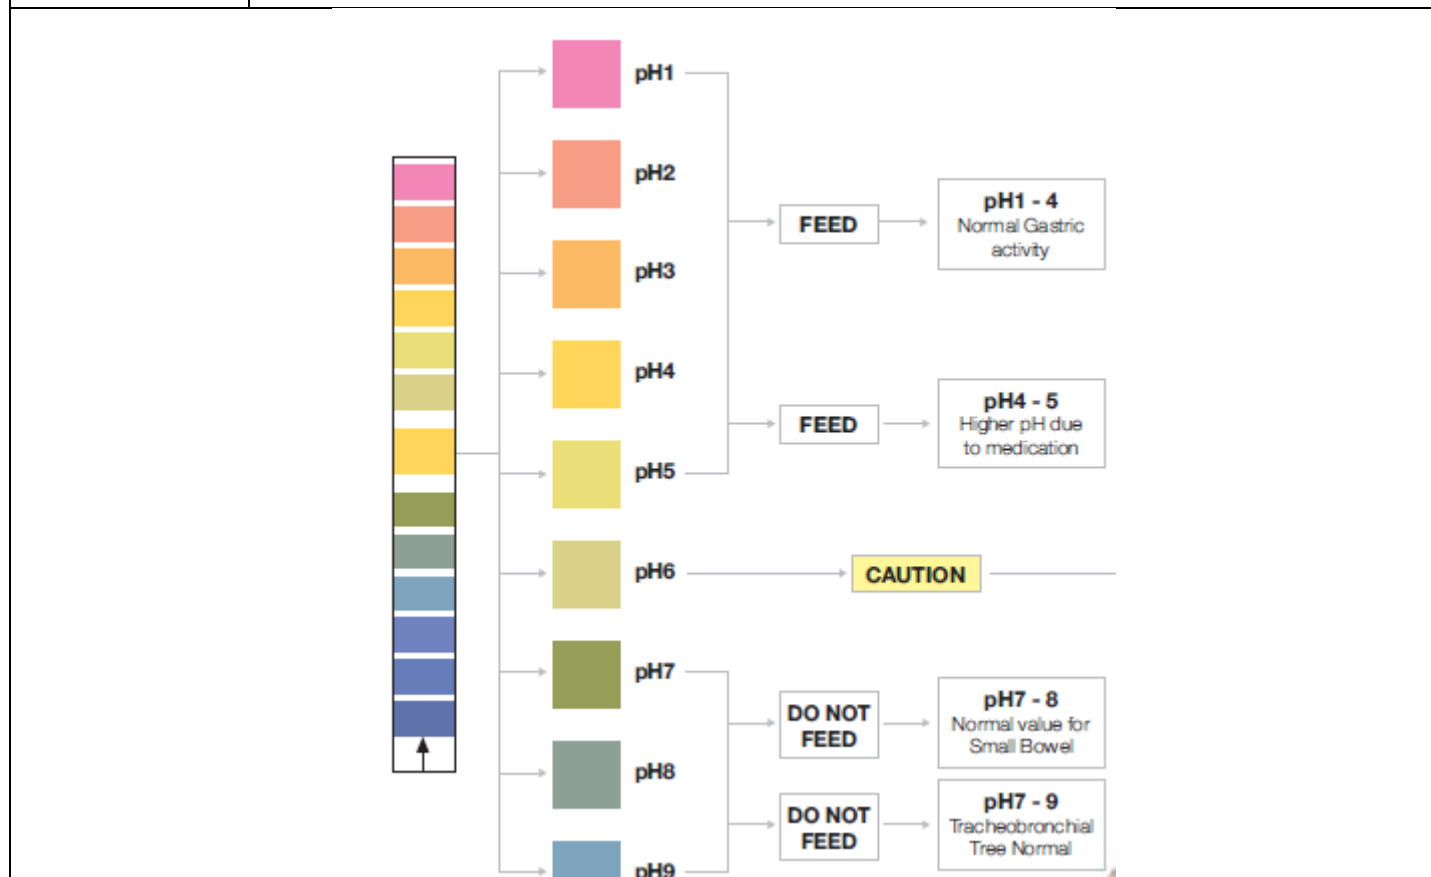 pH1
pH2
pH3
pH4
pH5
pH6
pH7
pH8
pH9
FEED
pH1 - 4
Normal Gastric
activity
FEED
pH4 - 5
Higher pH due
to medication
CAUTION
DO NOT
FEED
pH7 - 8
Normal value for
Small Bowel
DO NOT
FEED
pH7 - 9
Tracheobronchial
Tree Normal